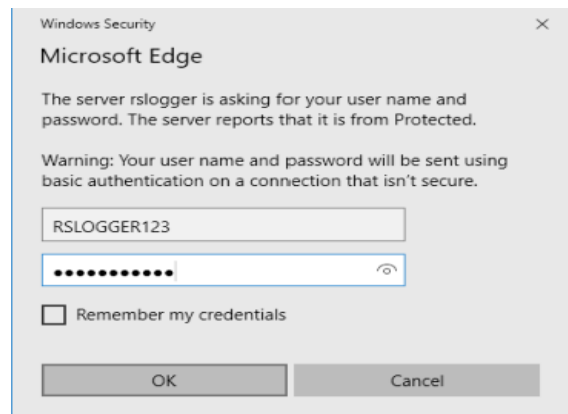 Windows Security
Microsoft Edge
The server rslogger is asking for your user name and
password. The server reports that it is from Protected.
Warning: Your user name and password will be sent using
basic authentication on a connection that isn't secure.
RSLOGGER123
●●●●●●●●●●●
Remember my credentials
OK
Cancel